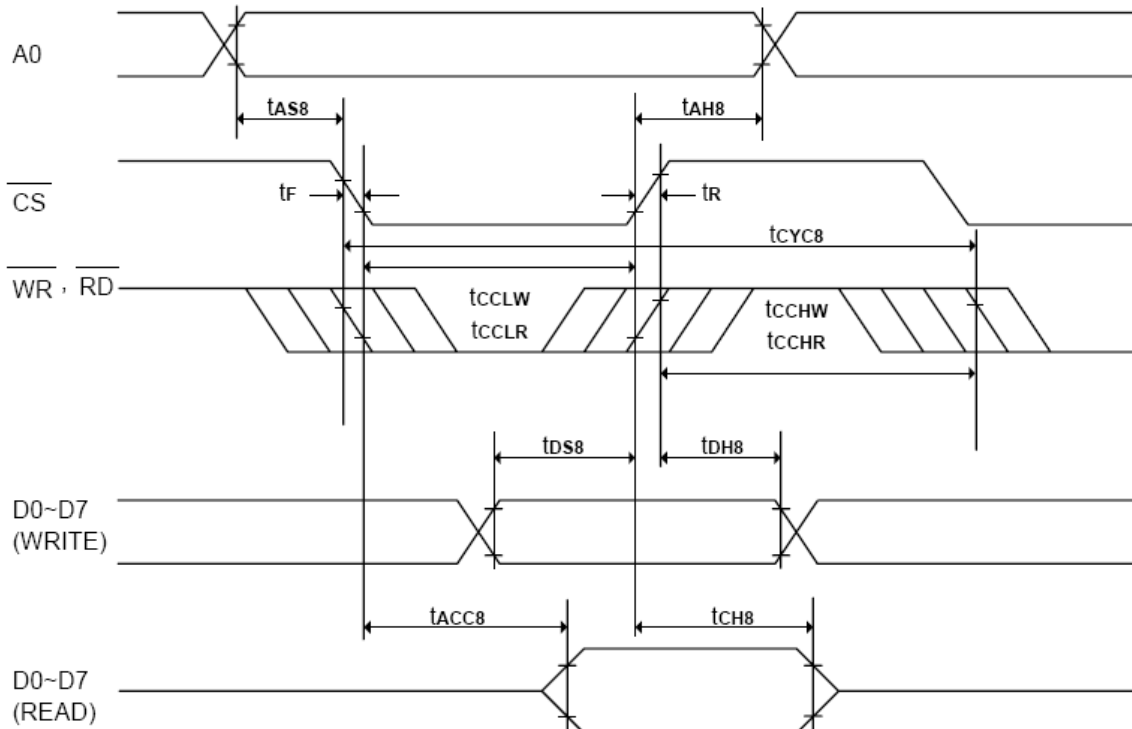 A0
tAS8
tAH8
CS
tF
tR
tCYC8
WR , RD
tCCLW
tCCHW
tCCLR
tCCHR
tDS8
tDH8
D0~D7
(WRITE)
tACC8
tCH8
D0~D7
(READ)